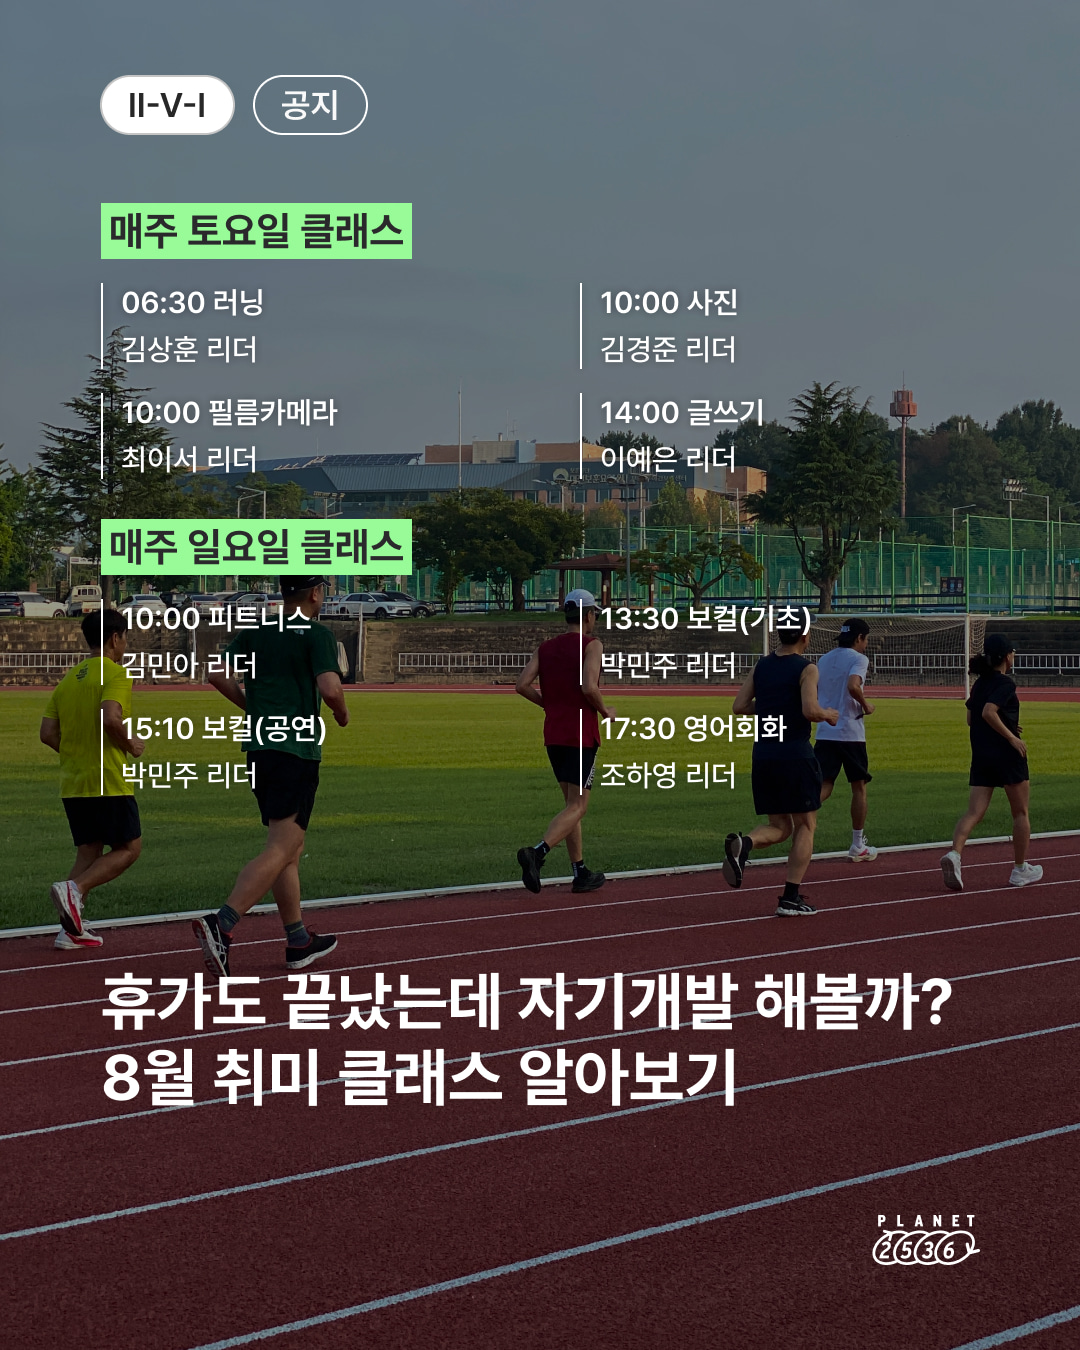 II-V-I
공지
매주 토요일 클래스
06:30 러닝
김상훈 리더
10:00 사진
김경준 리더
10:00 필름카메라
최이서 리더
14:00 글쓰기
이예은 리더
매주 일요일 클래스
10:00 피트니스
김민아 리더
13:30 보컬(기초)
박민주 리더
15:10 보컬(공연)
박민주 리더
17:30 영어회화
조하영 리더
휴가도 끝났는데 자기개발 해볼까?
8월 취미 클래스 알아보기
PLANET
2536